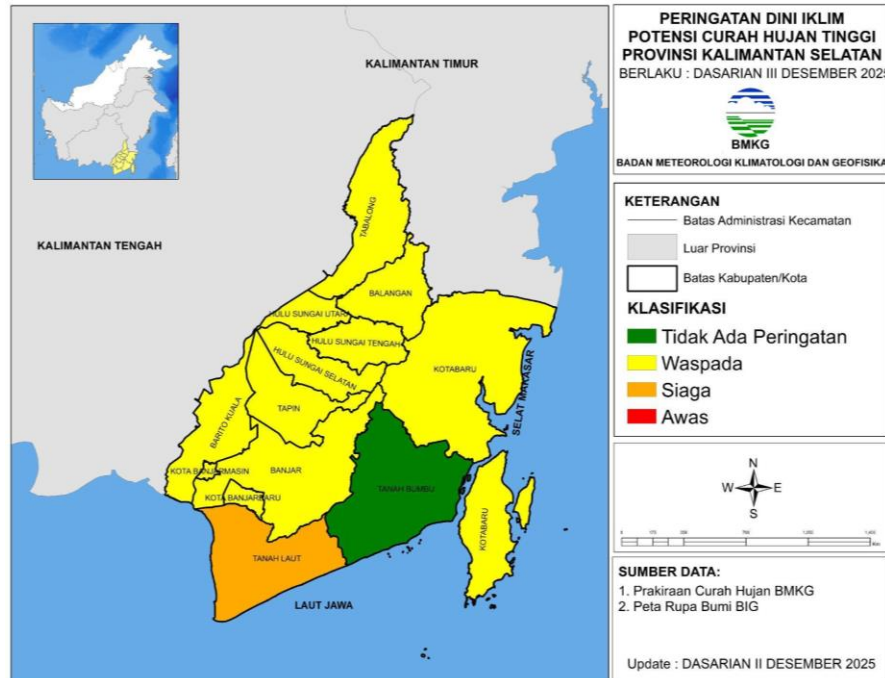 PERINGATAN DINI IKLIM
POTENSI CURAH HUJAN TINGGI
PROVINSI KALIMANTAN SELATAN
BERLAKU : DASARIAN III DESEMBER 2025
BMKG
BADAN METEOROLOGI KLIMATOLOGI DAN GEOFISIKA
KALIMANTAN TIMUR
KALIMANTAN TENGAH
TABALONG
BALANGAN
HULU SUNGAI UTARA
HULU SUNGAI TENGAH
HULU SUNGAI SELATAN
KOTABARU
SELAT MAKASAR
TAPIN
BARITO KUALA
KOTA BANJARMASIN
BANJAR
KOTA BANJARBARU
TANAH BUMBU
KOTABARU
TANAH LAUT
LAUT JAWA
KETERANGAN
Batas Administrasi Kecamatan
Luar Provinsi
Batas Kabupaten/Kota
KLASIFIKASI
Tidak Ada Peringatan
Waspada
Siaga
Awas
N
W E
S
SUMBER DATA:
1. Prakiraan Curah Hujan BMKG
2. Peta Rupa Bumi BIG
Update : DASARIAN II DESEMBER 2025